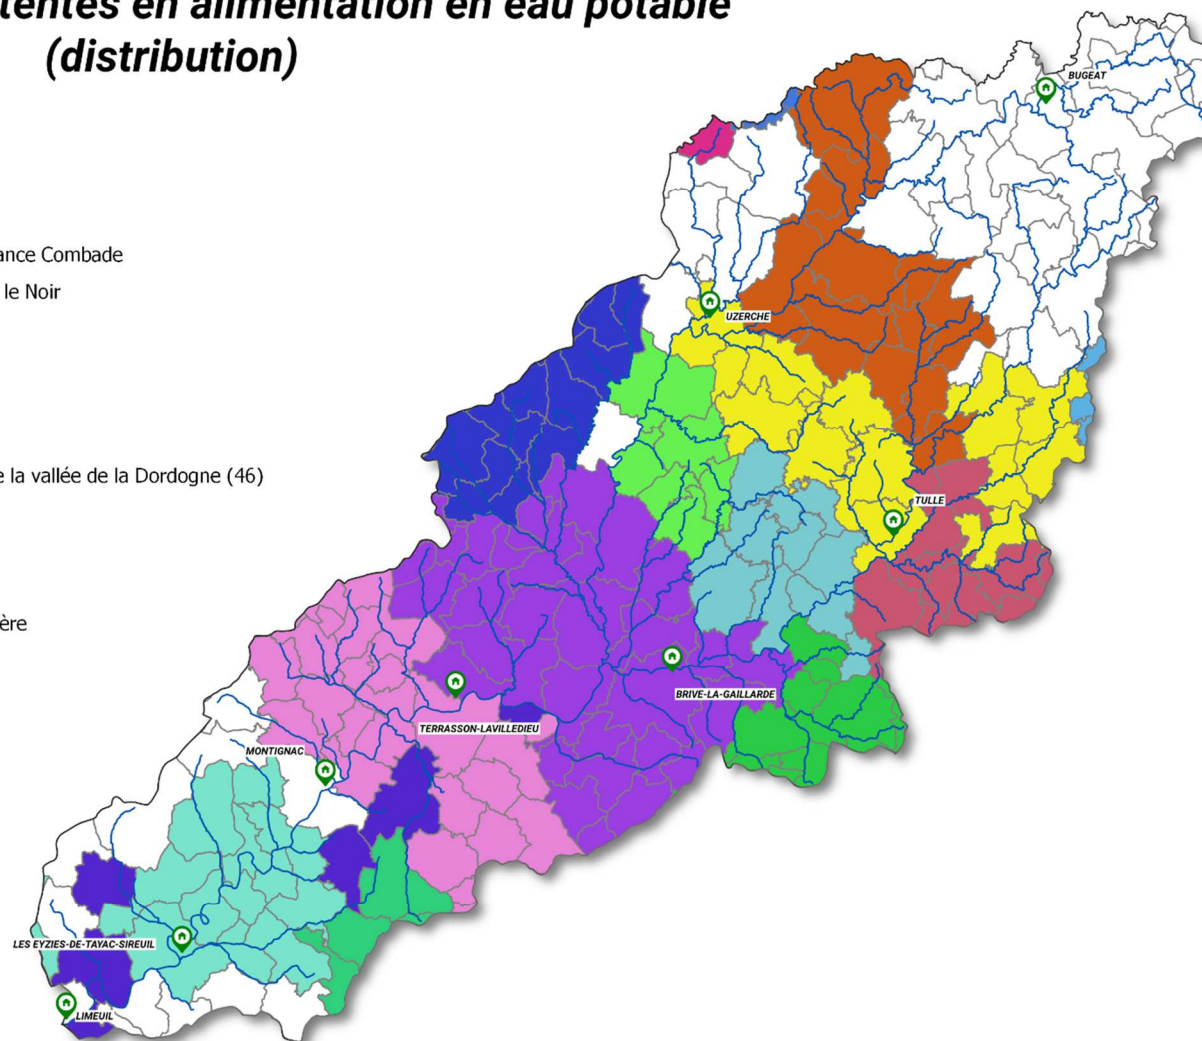 tentes en alimentation en eau potable
(distribution)
ance Combade
le Noir
e la vallée de la Dordogne (46)
ère
BUGEAT
UZERCHE
TULLE
BRIVE-LA-GAILLARDE
TERRASSON-LAVILLEDIEU
MONTIGNAC
LES EYZIES-DE-TAYAC-SIREUIL
LIMEUIL